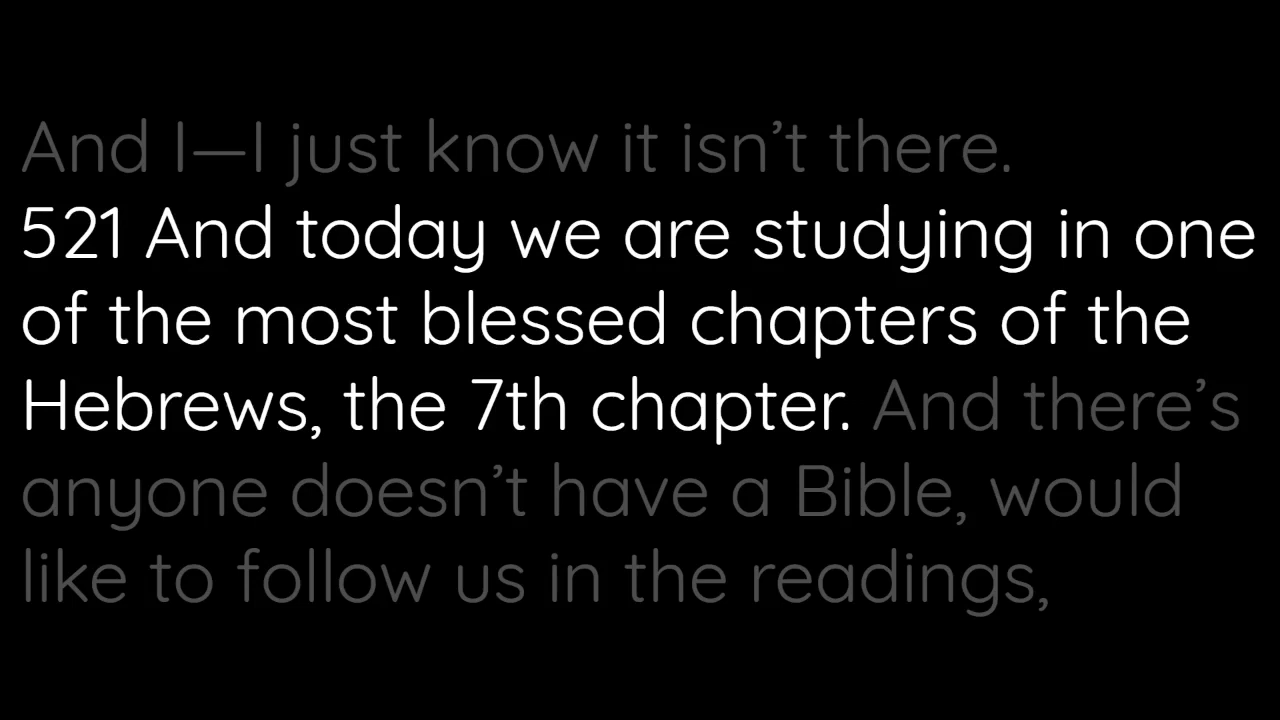 And I—I just know it isn’t there.
521 And today we are studying in one
of the most blessed chapters of the
Hebrews, the 7th chapter. And there’s
anyone doesn’t have a Bible, would
like to follow us in the readings,